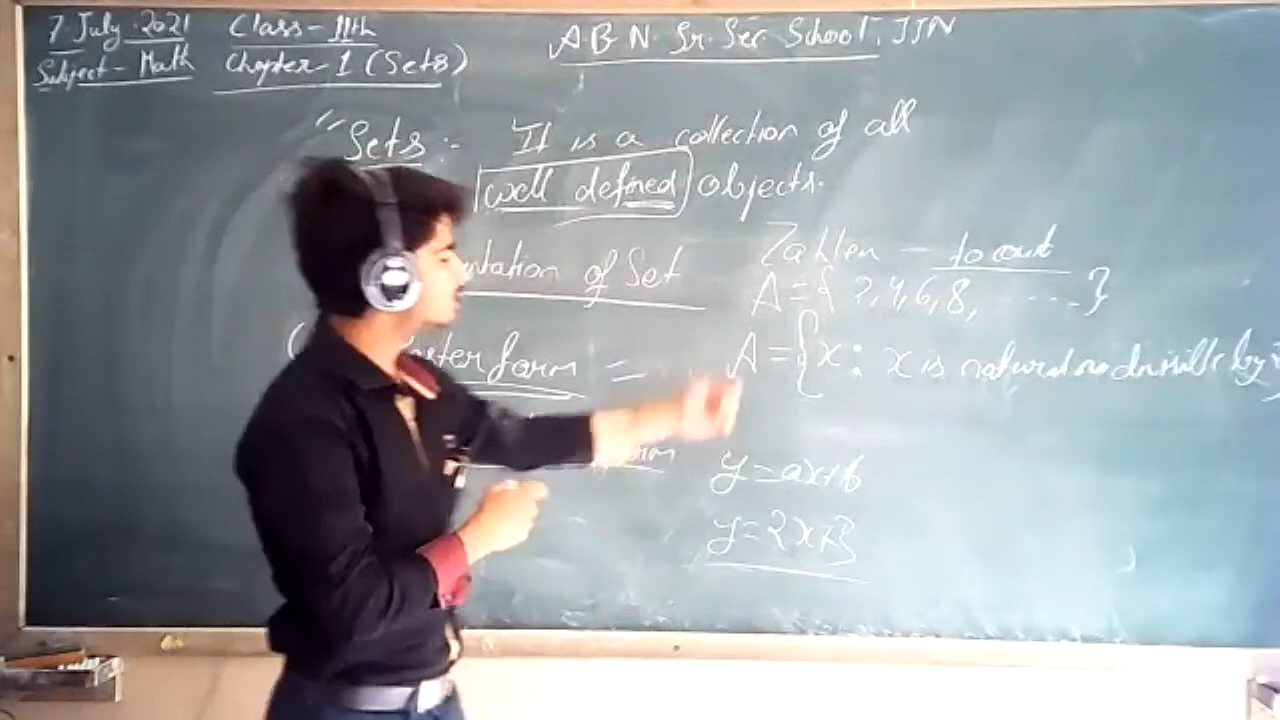 7 July 2021 Class-11th A.B.N. Sr. Sec. School, JJN
Subject- Math Chapter-1 (Sets)
"Sets:- It is a collection of all
well defined objects.
ntation of Set
Zahlen - to count
A={2,4,6,8, .....}
ster form = A={x: x is natural no divisible by
y=ax+b
y=2x+3